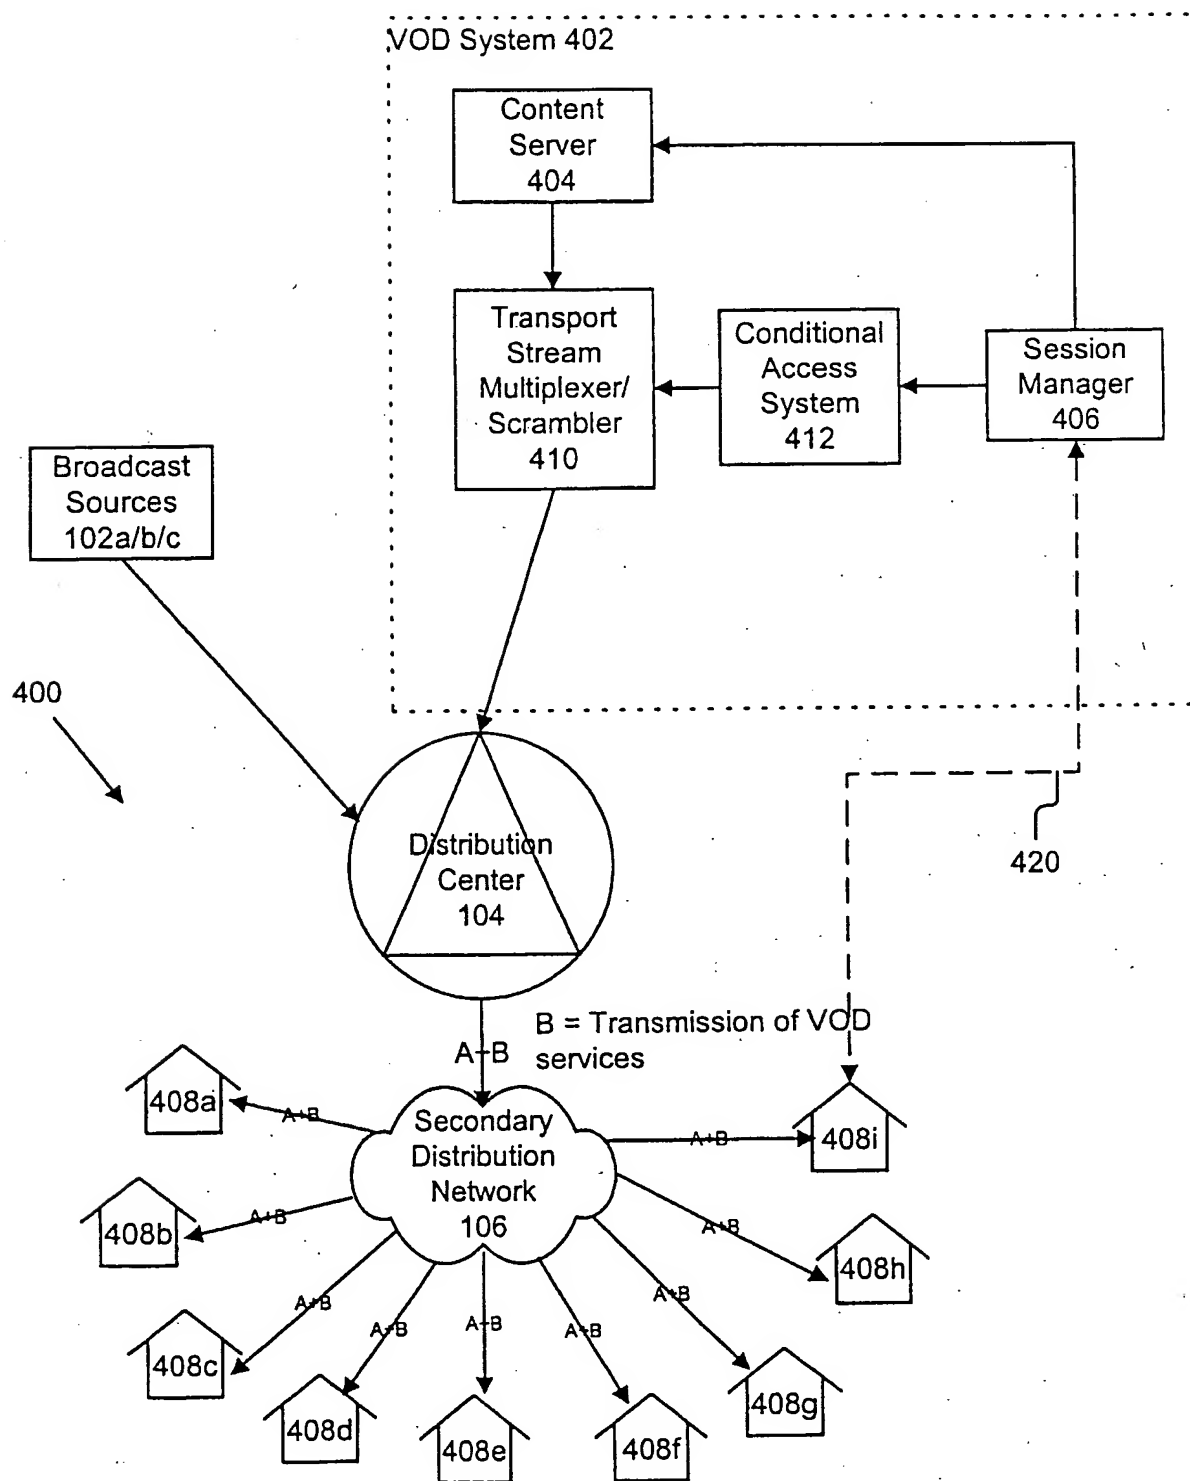 VOD System 402
Content
Server
404
Transport
Stream
Multiplexer/
Scrambler
410
Conditional
Access
System
412
Session
Manager
406
Broadcast
Sources
102a/b/c
400
Distribution
Center
104
420
B = Transmission of VOD
services
A+B
Secondary
Distribution
Network
106
408a
A+B
A+B
408i
408b
A+B
A+B
408h
408c
A+B
A+B
408g
408d
A+B
A+B
408e
A+B
408f